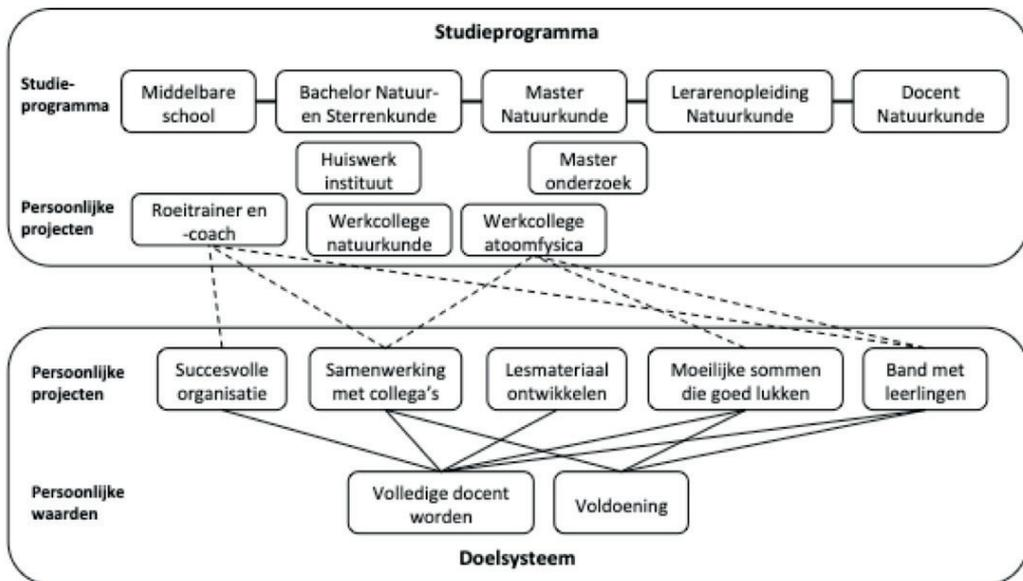 Studieprogramma
Studie-
programma
Middelbare
school
Bachelor Natuur-
en Sterrenkunde
Master
Natuurkunde
Lerarenopleiding
Natuurkunde
Docent
Natuurkunde
Huiswerk
instituut
Master
onderzoek
Persoonlijke
projecten
Roeitrainer en
-coach
Werkcollege
natuurkunde
Werkcollege
atoomfysica
Persoonlijke
projecten
Succesvolle
organisatie
Samenwerking
met collega's
Lesmateriaal
ontwikkelen
Moeilijke sommen
die goed lukken
Band met
leerlingen
Persoonlijke
waarden
Volledige docent
worden
Voldoening
Doelsysteem